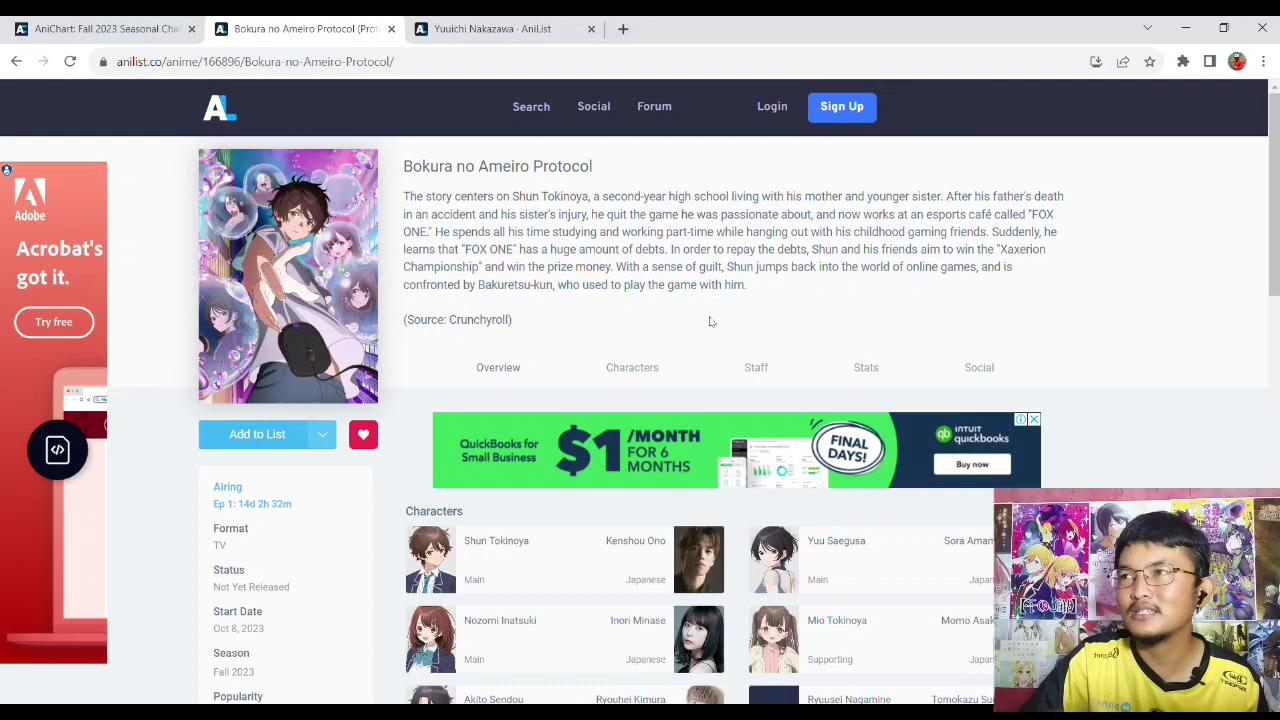 AniChart: Fall 2023 Seasonal Cha
Bokura no Ameiro Protocol (Prot
Yuuichi Nakazawa · AniList
anilist.co/anime/166896/Bokura-no-Ameiro-Protocol/
AL
Search
Social
Forum
Login
Sign Up
Adobe
Acrobat's
got it.
Try free
Bokura no Ameiro Protocol
The story centers on Shun Tokinoya, a second-year high school living with his mother and younger sister. After his father's death
in an accident and his sister's injury, he quit the game he was passionate about, and now works at an esports café called "FOX
ONE." He spends all his time studying and working part-time while hanging out with his childhood gaming friends. Suddenly, he
learns that "FOX ONE" has a huge amount of debts. In order to repay the debts, Shun and his friends aim to win the "Xaxerion
Championship" and win the prize money. With a sense of guilt, Shun jumps back into the world of online games, and is
confronted by Bakuretsu-kun, who used to play the game with him.
(Source: Crunchyroll)
Overview
Characters
Staff
Stats
Social
Add to List
QuickBooks for
Small Business
$1
/MONTH
FOR 6
MONTHS
FINAL
DAYS!
INTUIT
quickbooks
Buy now
Airing
Ep 1: 14d 2h 32m
Format
TV
Status
Not Yet Released
Start Date
Oct 8, 2023
Season
Fall 2023
Popularity
Characters
Shun Tokinoya
Kenshou Ono
Main
Japanese
Yuu Saegusa
Sora Amam
Main
Japan
Nozomi Inatsuki
Inori Minase
Main
Japanese
Mio Tokinoya
Momo Asak
Supporting
Japan
Akito Sendou
Ryouhei Kimura
Ryuusei Nagamine
Tomokazu Su